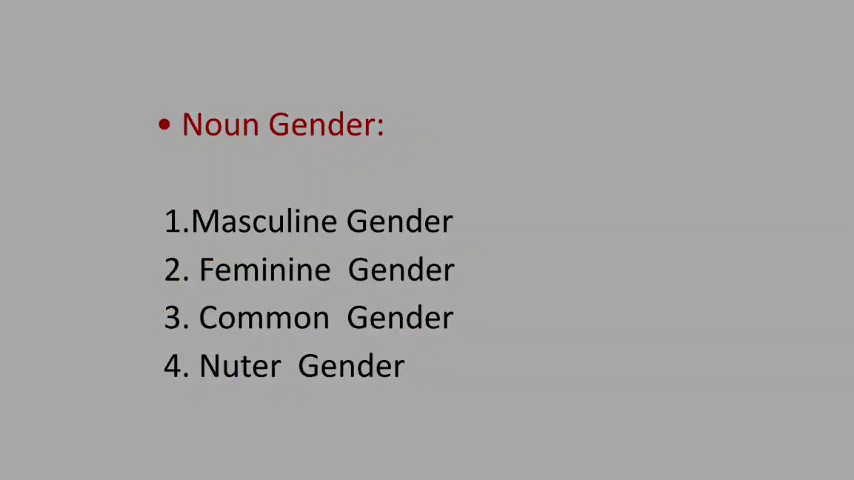 • Noun Gender:
1.Masculine Gender
2. Feminine  Gender
3. Common  Gender
4. Nuter  Gender